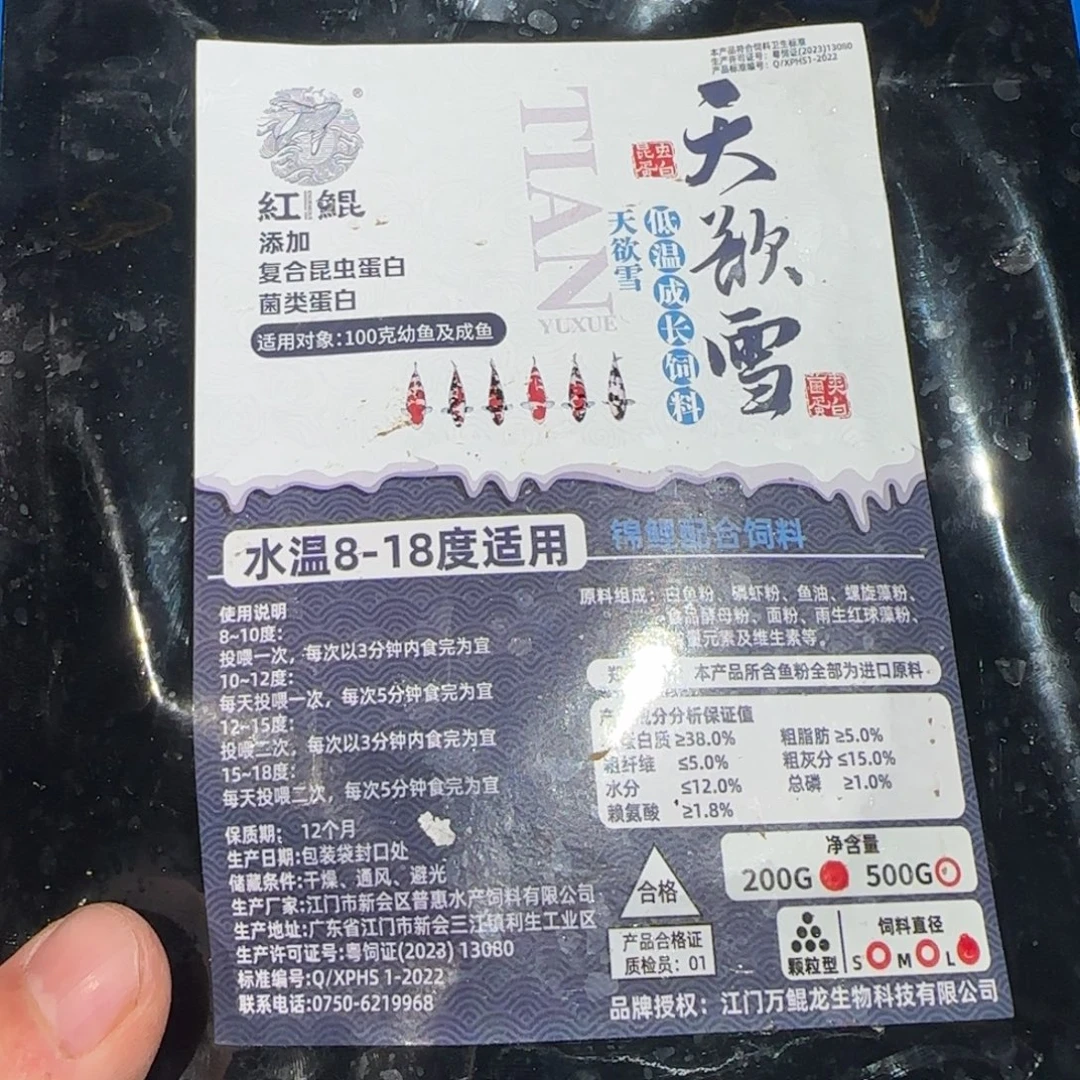 本产品符合饲料卫生标准
生产许可证号：粤饲证(2023)13080
产品标准编号：Q/XPHS1-2022
®
紅鯤
添加
复合昆虫蛋白
菌类蛋白
适用对象:100克幼鱼及成鱼
TIAN
YUXUE
天欲雪
低温成长饲料
昆虫
蛋白
天欲雪
菌类
蛋白
水温8-18度适用
锦鲤配合饲料
使用说明
8~10度：
投喂一次，每次以3分钟内食完为宜
10~12度：
每天投喂一次，每次5分钟食完为宜
12~15度：
投喂二次，每次以3分钟内食完为宜
15~18度：
每天投喂二次，每次5分钟食完为宜
保质期： 12个月
生产日期:包装袋封口处
储藏条件:干燥、通风、避光
生产厂家:江门市新会区普惠水产饲料有限公司
生产地址:广东省江门市新会三江镇利生工业区
生产许可证号:粤饲证(2023) 13080
标准编号:Q/XPHS 1-2022
联系电话:0750-6219968
原料组成：白鱼粉、磷虾粉、鱼油、螺旋藻粉、
食品酵母粉、面粉、雨生红球藻粉、
量元素及维生素等。
本产品所含鱼粉全部为进口原料
产 成分分析保证值
蛋白质 ≥38.0% 粗脂肪 ≥5.0%
粗纤维 ≤5.0% 粗灰分 ≤15.0%
水分 ≤12.0% 总磷 ≥1.0%
赖氨酸 ≥1.8%
合格
产品合格证
质检员：01
净含量
200G 500G
颗粒型
饲料直径
S M L
品牌授权：江门万鲲龙生物科技有限公司